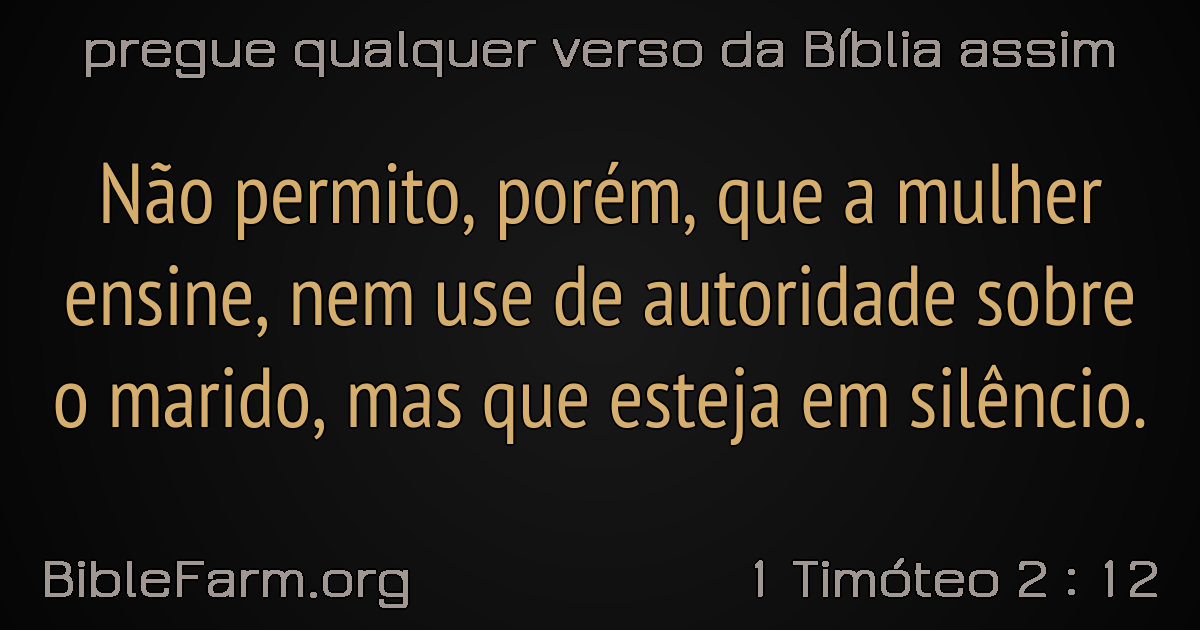 pregue qualquer verso da Bíblia assim
Não permito, porém, que a mulher
ensine, nem use de autoridade sobre
o marido, mas que esteja em silêncio.
BibleFarm.org
1 Timóteo 2 : 12